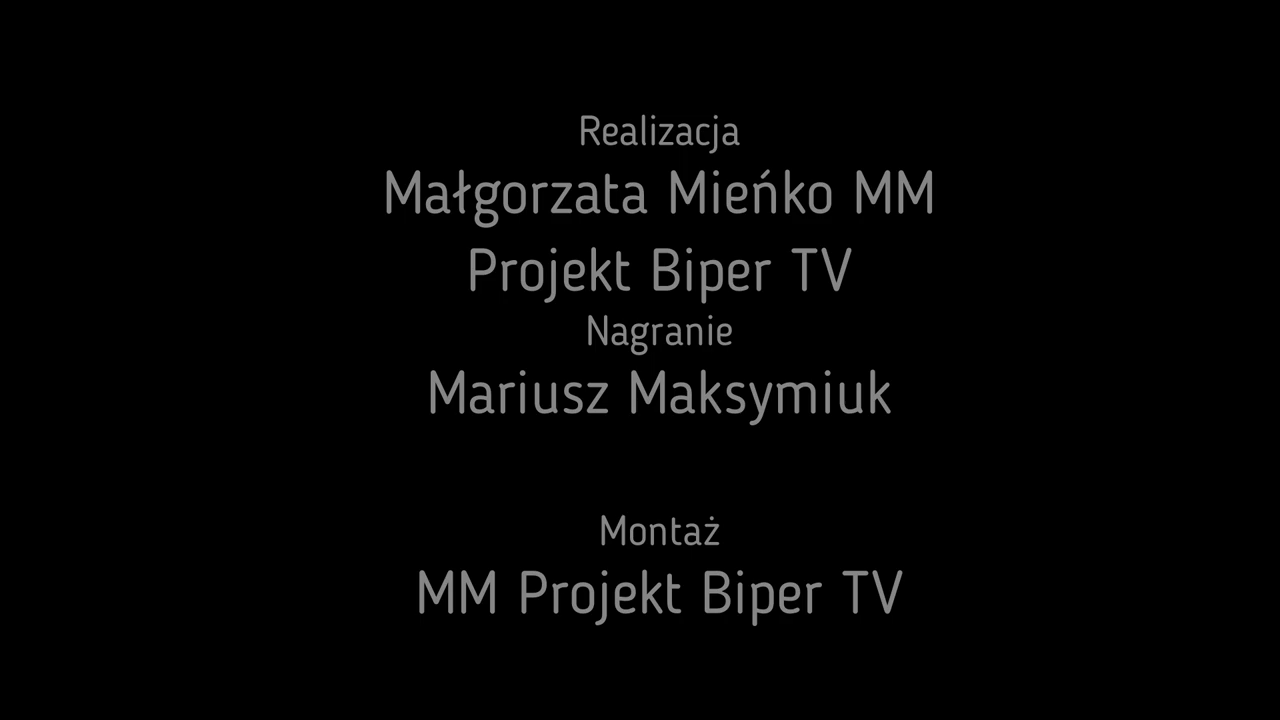 Realizacja
Małgorzata Mieńko MM
Projekt Biper TV
Nagranie
Mariusz Maksymiuk
Montaż
MM Projekt Biper TV